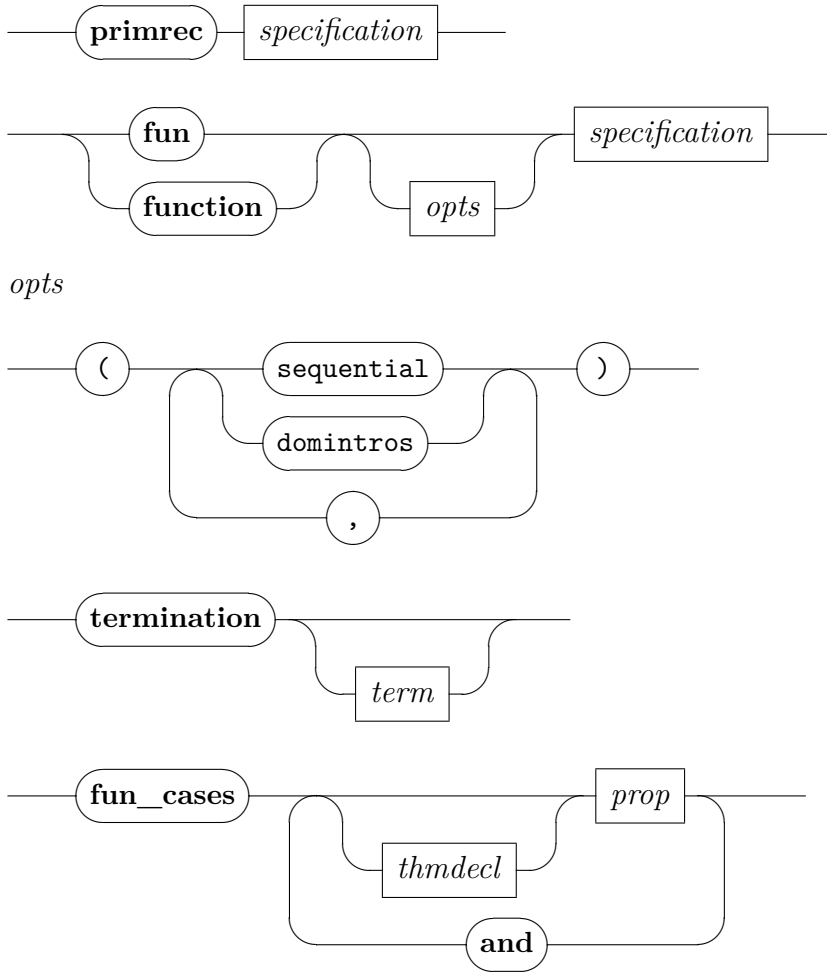 primrec specification
fun specification
function opts
opts
( sequential )
domintros
,
termination
term
fun_cases prop
thmdecl
and